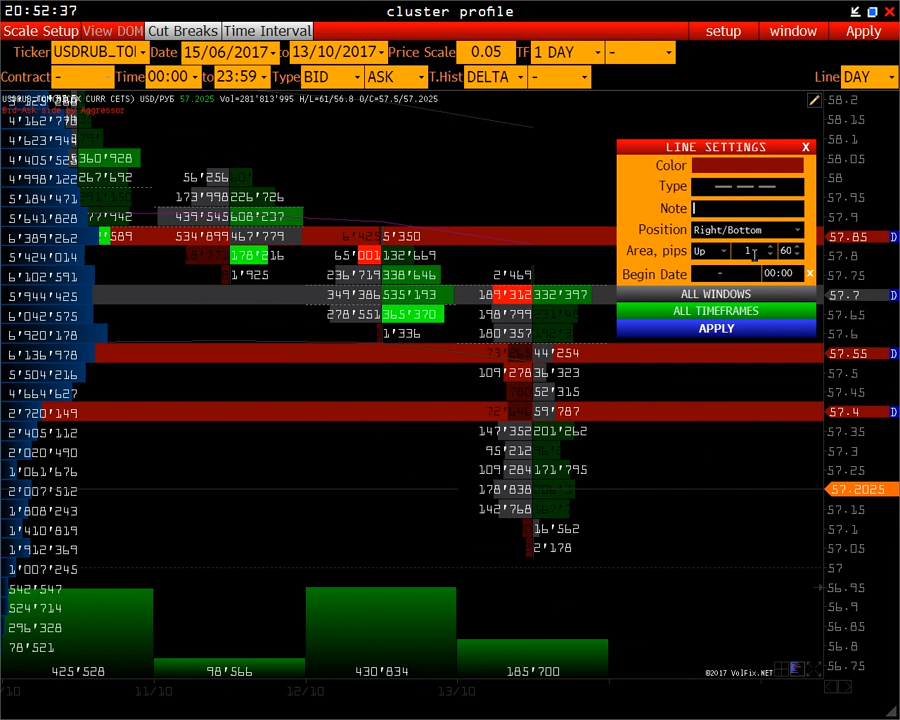 20:52:37 cluster profile
Scale Setup View DOM Cut Breaks Time Interval setup window Apply
Ticker Date 15/06/2017 to 13/10/2017 Price Scale 0.05 TF 1 DAY -
Contract - Time 00:00 to 23:59 Type BID ASK T.Hist DELTA - Line DAY
CURR CETS) USD/РУБ 57.2025 Vol=281'813'995 H/L=61/56.8 O/C=57.5/57.2025
Bid-Ask side by Aggressor
58.2
58.15
4'623'944 58.1
4'405'525 360'928 58.05
4'998'122 267'692 56'256 58
5'184'471 173'998 226'726 57.95
5'641'828 77'942 439'545 608'237 57.9
6'389'262 534'899 467'779 5'350 57.85 D
5'424'014 178'216 65'001 132'669 57.8
6'102'591 1'925 236'719 338'646 2'469 57.75
5'944'425 349'386 535'193 189'312 332'397 57.7 D
6'042'575 278'551 365'370 198'799 57.65
6'920'178 1'336 180'357 57.6
6'136'978 44'254 57.55 D
5'504'216 109'278 36'323 57.5
4'664'627 52'315 57.45
2'720'149 59'787 57.4 D
2'405'112 147'352 201'262 57.35
2'020'490 95'212 57.3
1'061'676 109'284 171'795 57.25
2'007'512 178'838 57.2025
1'808'243 142'768 57.15
1'410'819 16'562 57.1
1'912'369 2'178 57.05
1'007'245 57
542'547 56.95
524'714 56.9
296'328 56.85
78'521 56.8
425'528 98'566 430'834 185'700 ©2017 VolFix.NET 56.75
11/10 12/10 13/10
LINE SETTINGS X
Color
Type
Note
Position Right/Bottom
Area, pips Up 1 60
Begin Date - 00:00 x
ALL WINDOWS
ALL TIMEFRAMES
APPLY